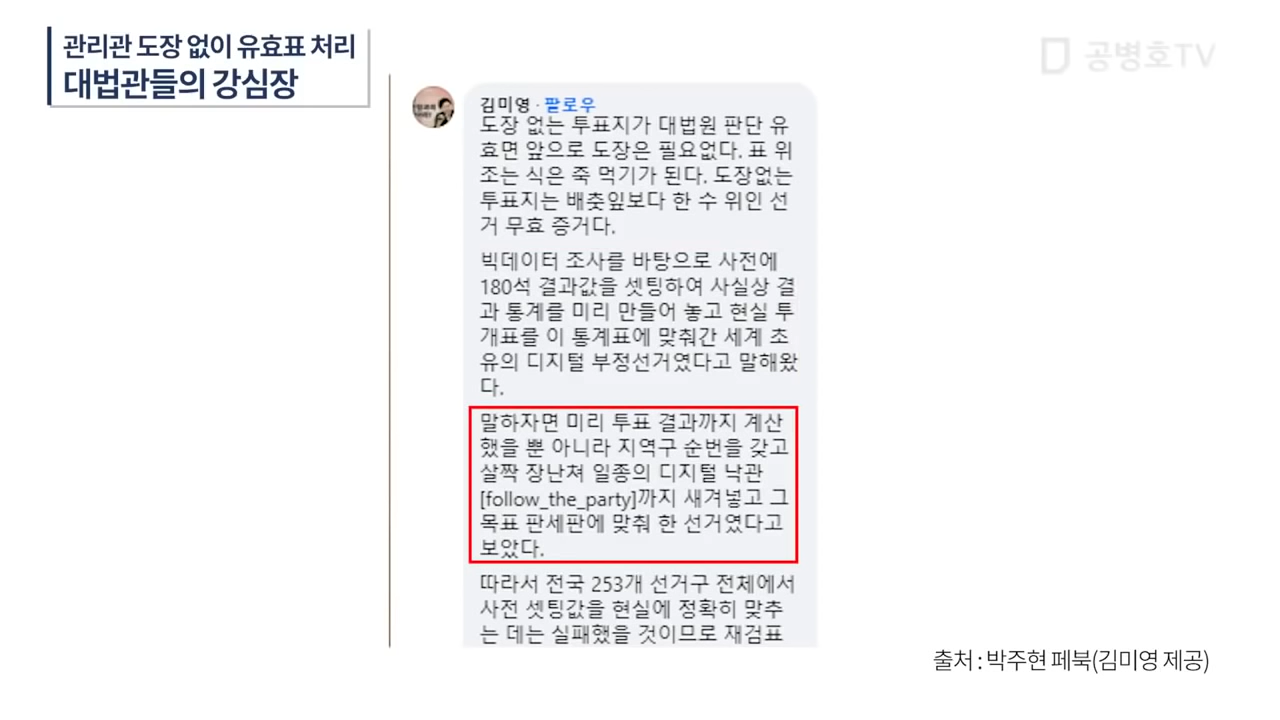 관리관 도장 없이 유효표 처리
대법관들의 강심장
공병호TV
김미영 · 팔로우
도장 없는 투표지가 대법원 판단 유
효면 앞으로 도장은 필요없다. 표 위
조는 식은 죽 먹기가 된다. 도장없는
투표지는 배춧잎보다 한 수 위인 선
거 무효 증거다.
빅데이터 조사를 바탕으로 사전에
180석 결과값을 셋팅하여 사실상 결
과 통계를 미리 만들어 놓고 현실 투
개표를 이 통계표에 맞춰간 세계 초
유의 디지털 부정선거였다고 말해왔
다.
말하자면 미리 투표 결과까지 계산
했을 뿐 아니라 지역구 순번을 갖고
살짝 장난쳐 일종의 디지털 낙관
[follow_the_party]까지 새겨넣고 그
목표 판세판에 맞춰 한 선거였다고
보았다.
따라서 전국 253개 선거구 전체에서
사전 셋팅값을 현실에 정확히 맞추
는 데는 실패했을 것이므로 재검표
출처 : 박주현 페북(김미영 제공)